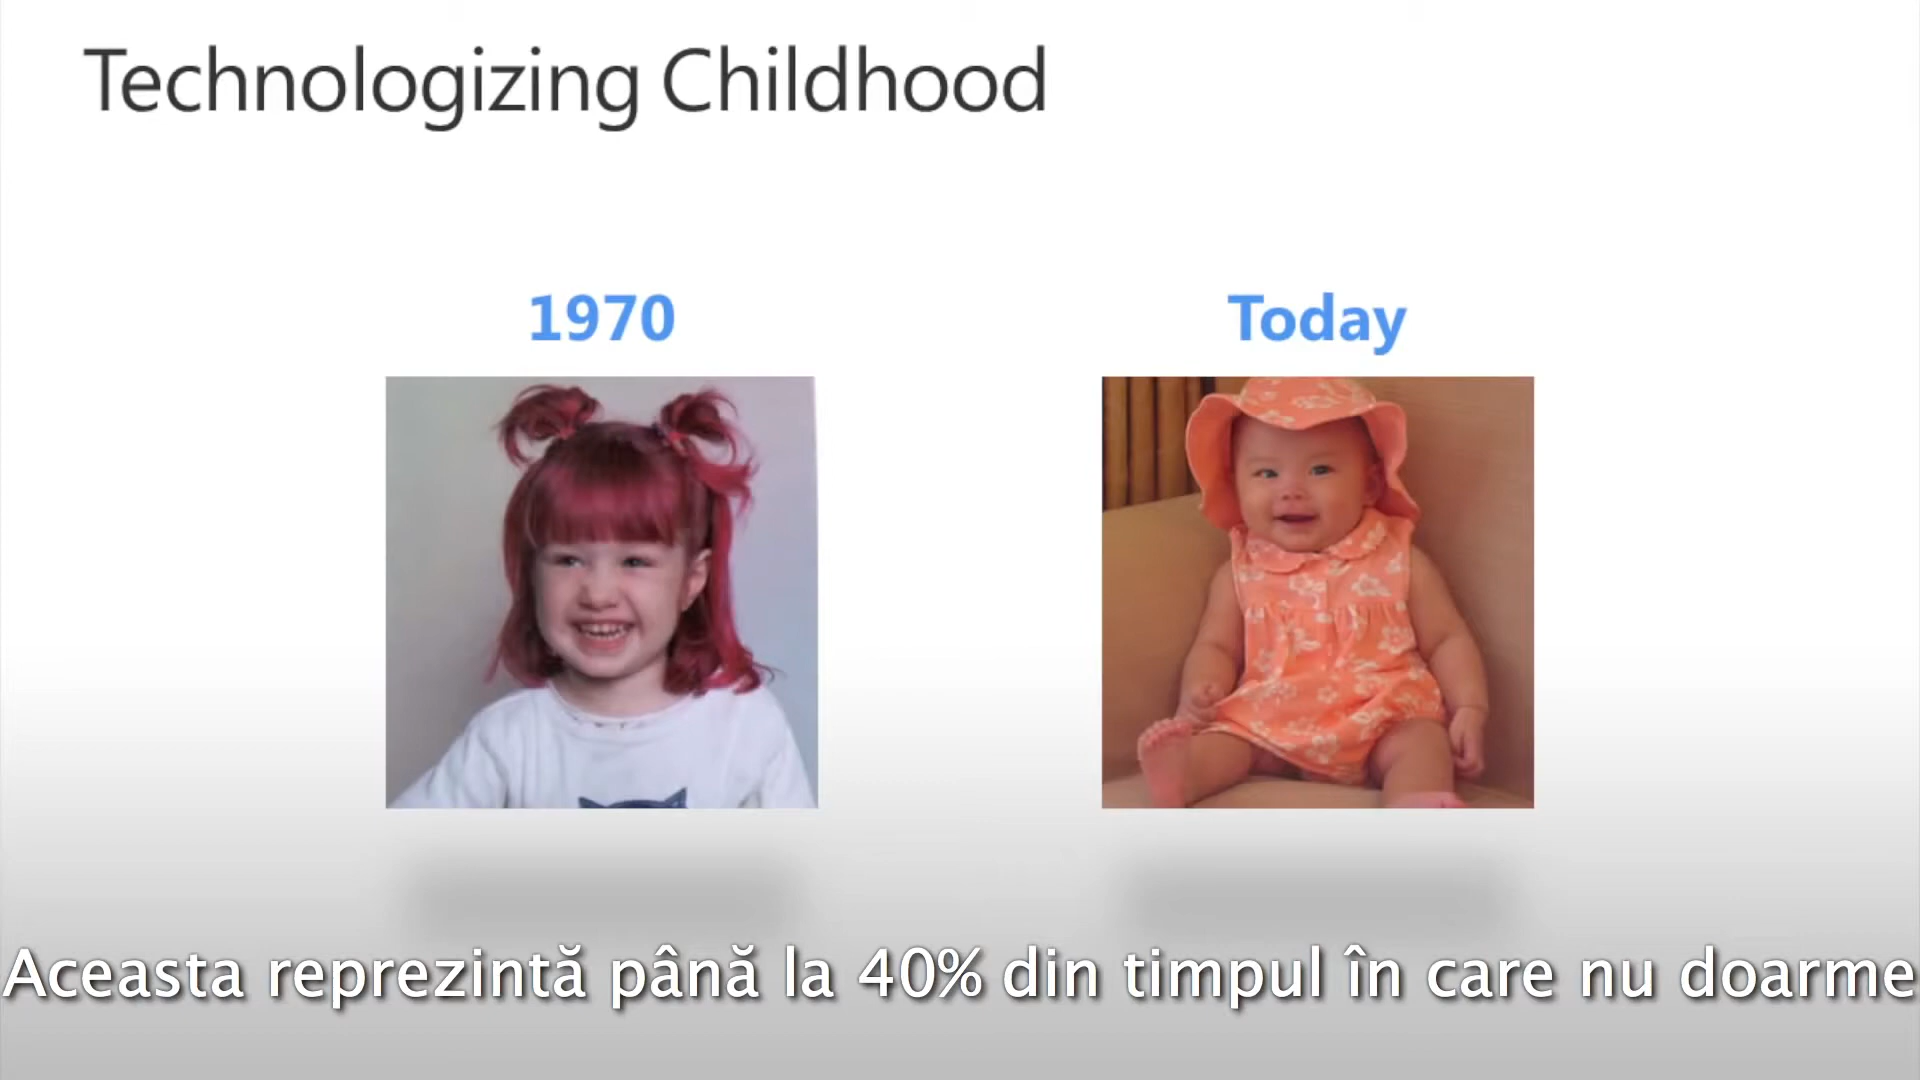 Technologizing Childhood
1970
Today
Aceasta reprezintă până la 40% din timpul în care nu doarme